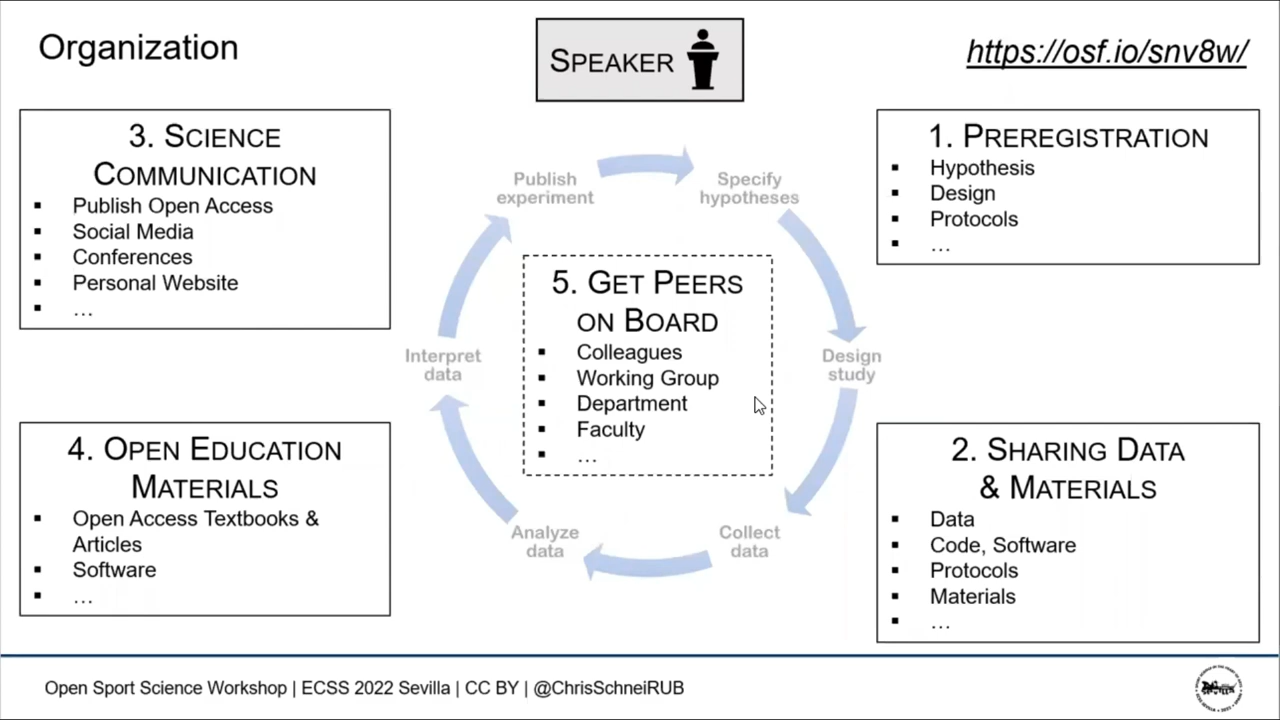 Organization
SPEAKER
https://osf.io/snv8w/
3. SCIENCE
COMMUNICATION
▪ Publish Open Access
▪ Social Media
▪ Conferences
▪ Personal Website
▪ …
1. PREREGISTRATION
▪ Hypothesis
▪ Design
▪ Protocols
▪ …
Publish
experiment
Specify
hypotheses
5. GET PEERS
ON BOARD
▪ Colleagues
▪ Working Group
▪ Department
▪ Faculty
▪ …
Interpret
data
Design
study
4. OPEN EDUCATION
MATERIALS
▪ Open Access Textbooks &
Articles
▪ Software
▪ …
Analyze
data
Collect
data
2. SHARING DATA
& MATERIALS
▪ Data
▪ Code, Software
▪ Protocols
▪ Materials
▪ …
Open Sport Science Workshop | ECSS 2022 Sevilla | CC BY | @ChrisSchneiRUB